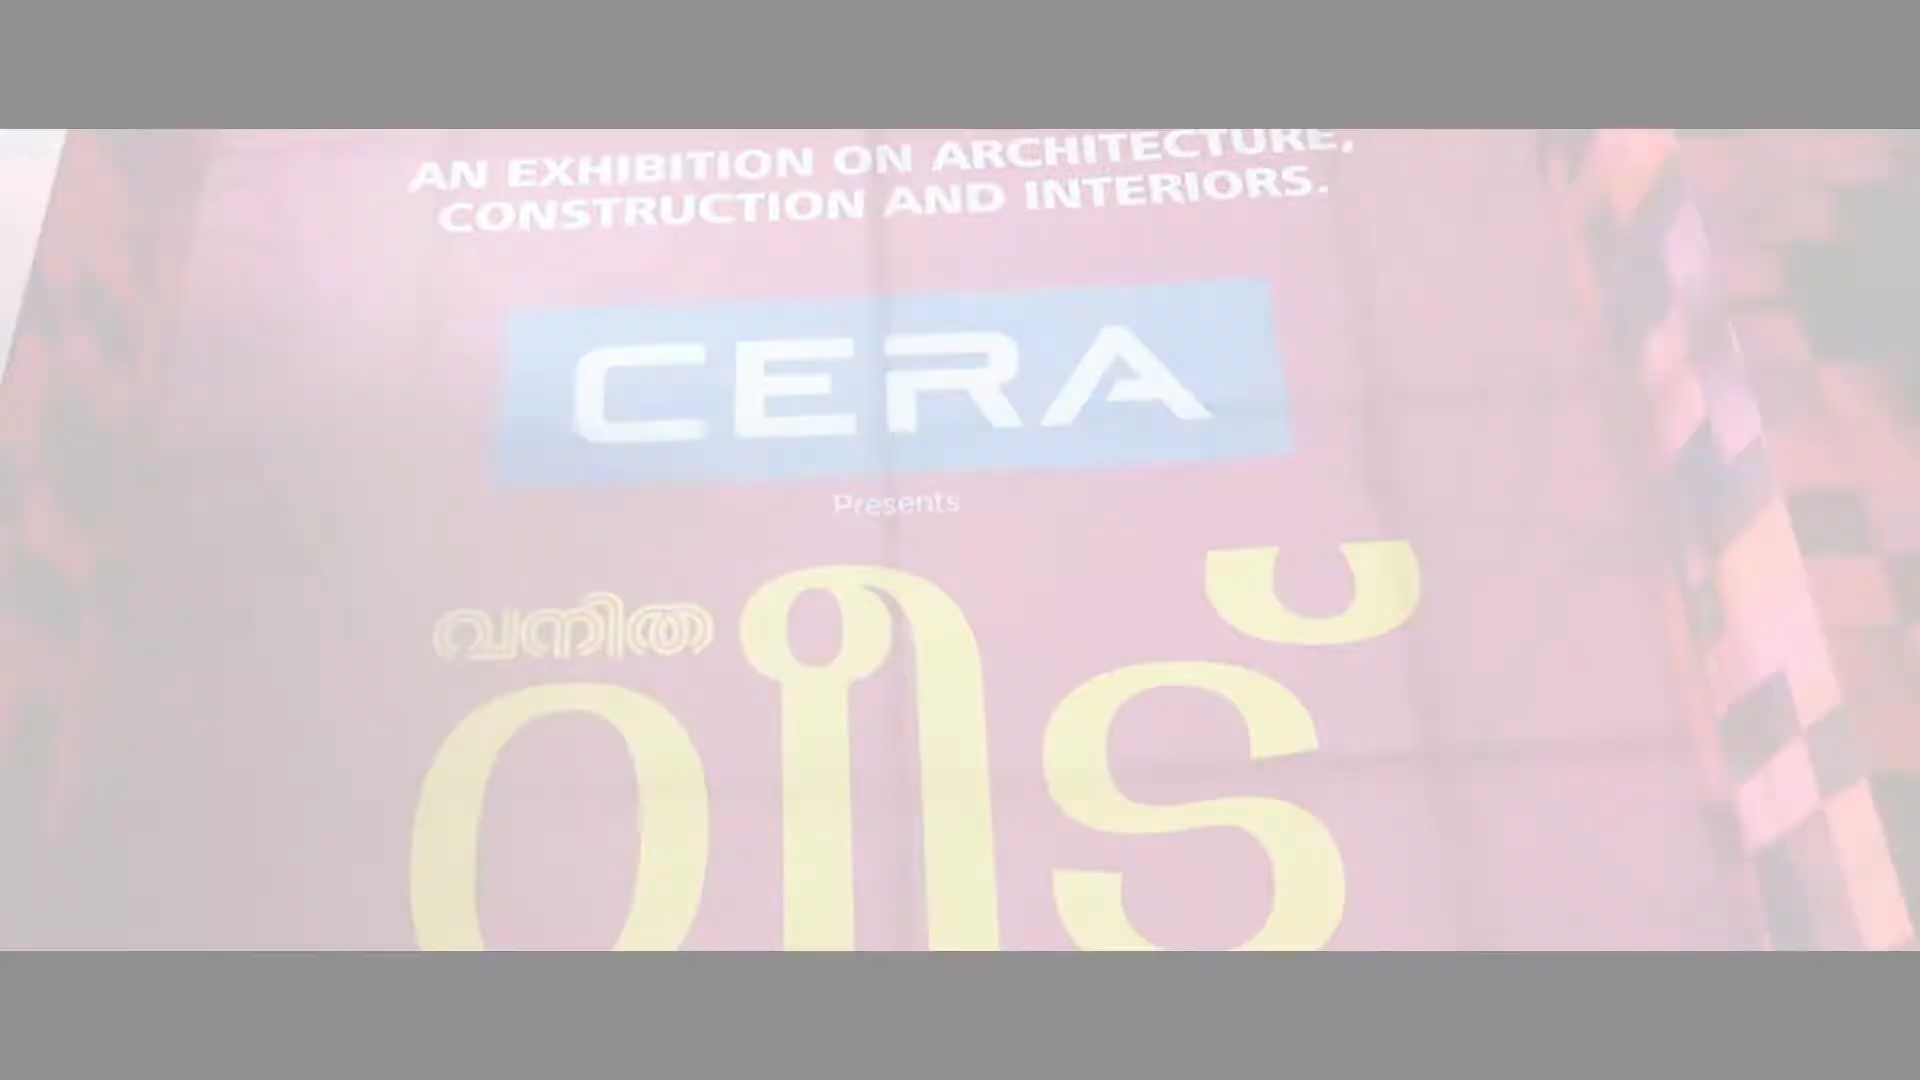 AN EXHIBITION ON ARCHITECTURE,
CONSTRUCTION AND INTERIORS.
CERA
Presents
വനിത
വീട്